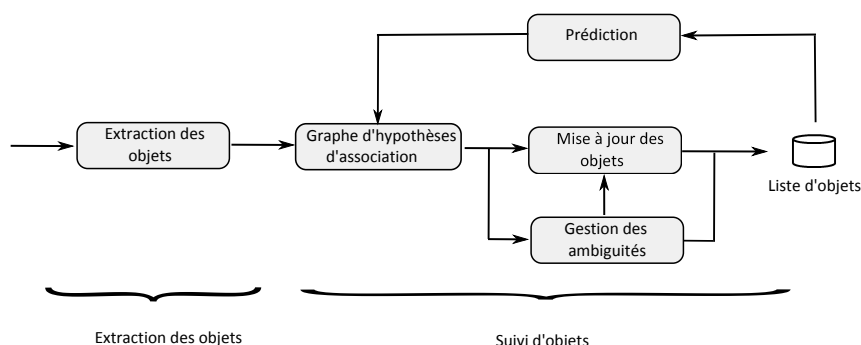 Prédiction
Extraction des
objets
Graphe d'hypothèses
d'association
Mise à jour des
objets
Liste d'objets
Gestion des
ambiguités
Extraction des objets
Suivi d'objets